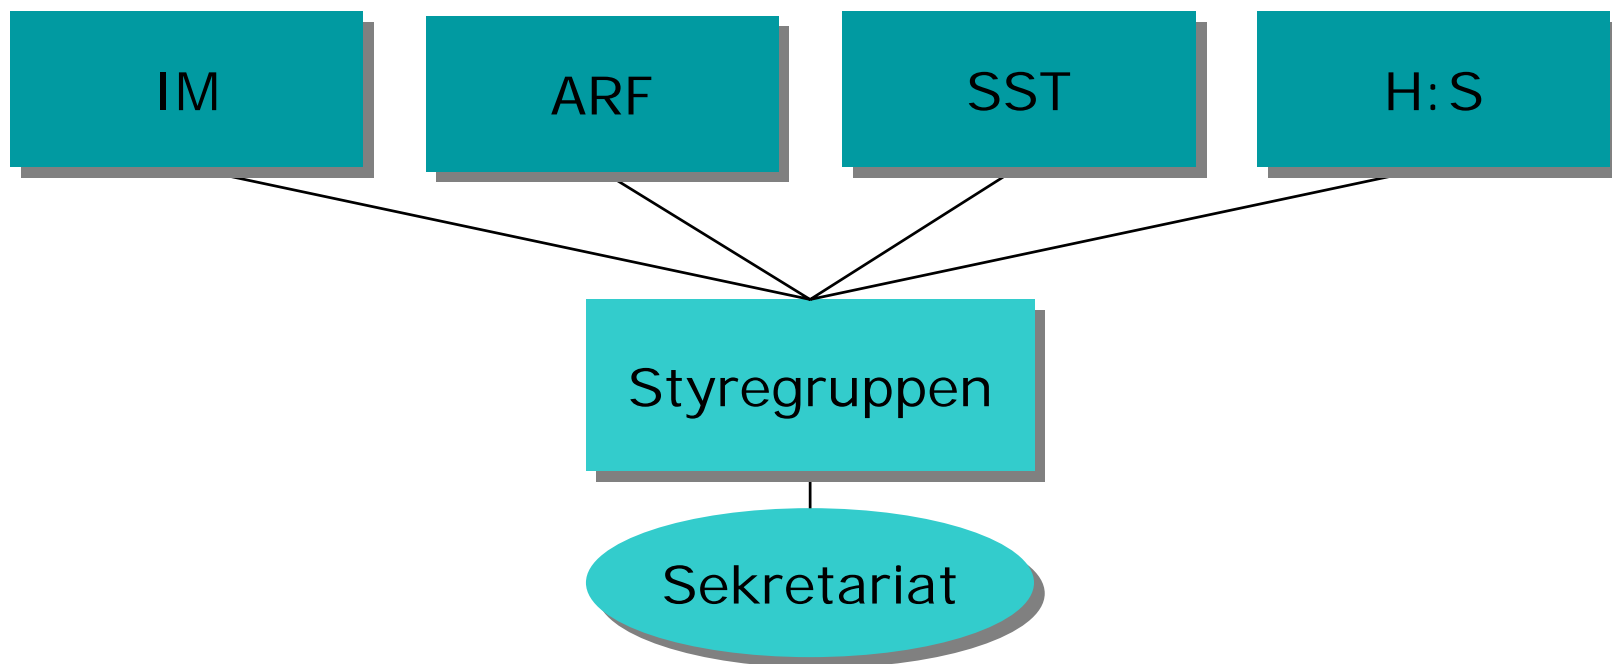 IM
ARF
SST
H:S
Styregruppen
Sekretariat